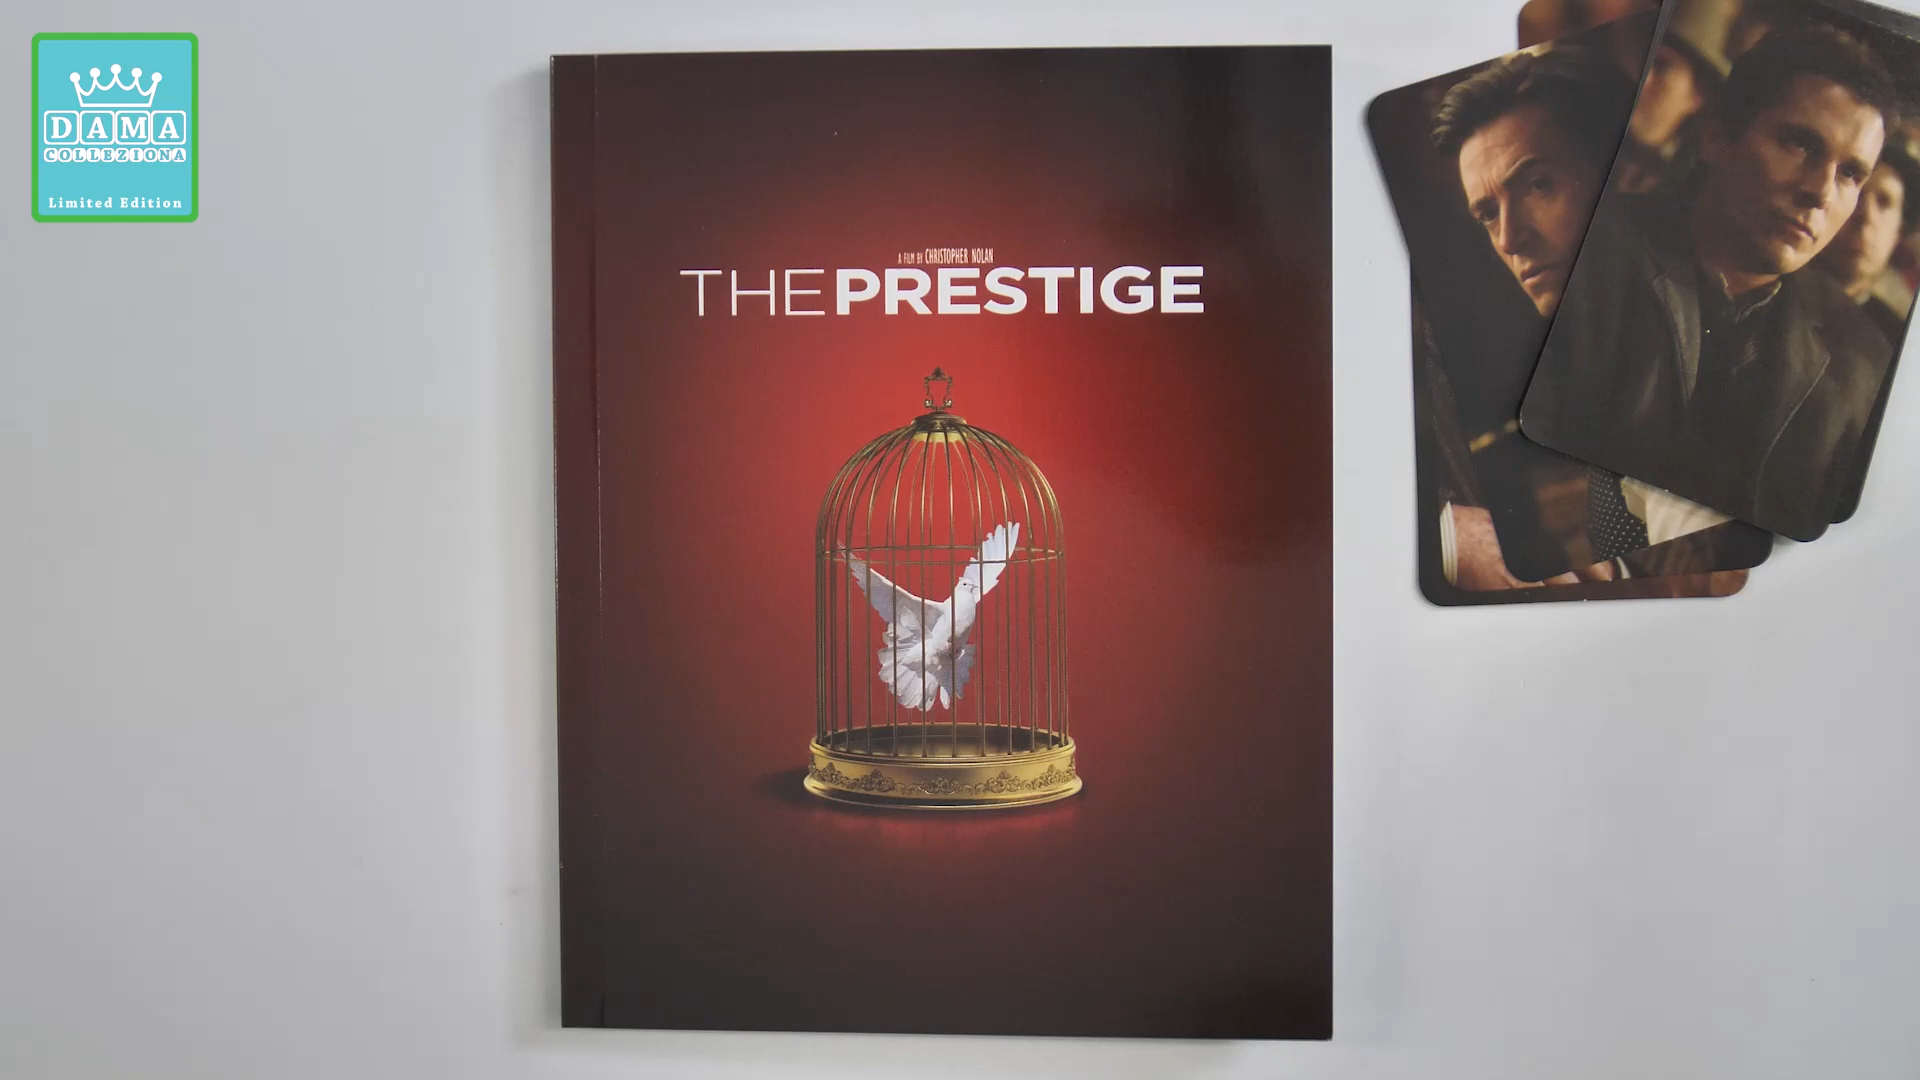 DAMA
COLLEZIONA
Limited Edition
A FILM BY CHRISTOPHER NOLAN
THE PRESTIGE